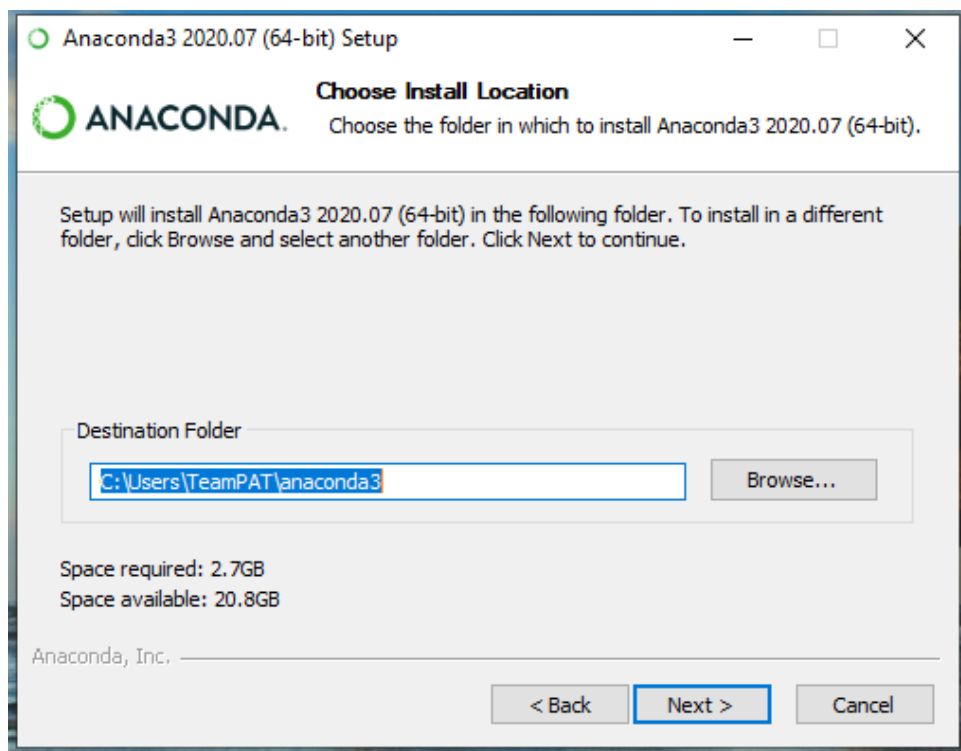 Anaconda3 2020.07 (64-bit) Setup
ANACONDA.
Choose Install Location
Choose the folder in which to install Anaconda3 2020.07 (64-bit).
Setup will install Anaconda3 2020.07 (64-bit) in the following folder. To install in a different
folder, click Browse and select another folder. Click Next to continue.
Destination Folder
C:\Users\TeamPAT\anaconda3
Browse...
Space required: 2.7GB
Space available: 20.8GB
Anaconda, Inc.
< Back
Next >
Cancel